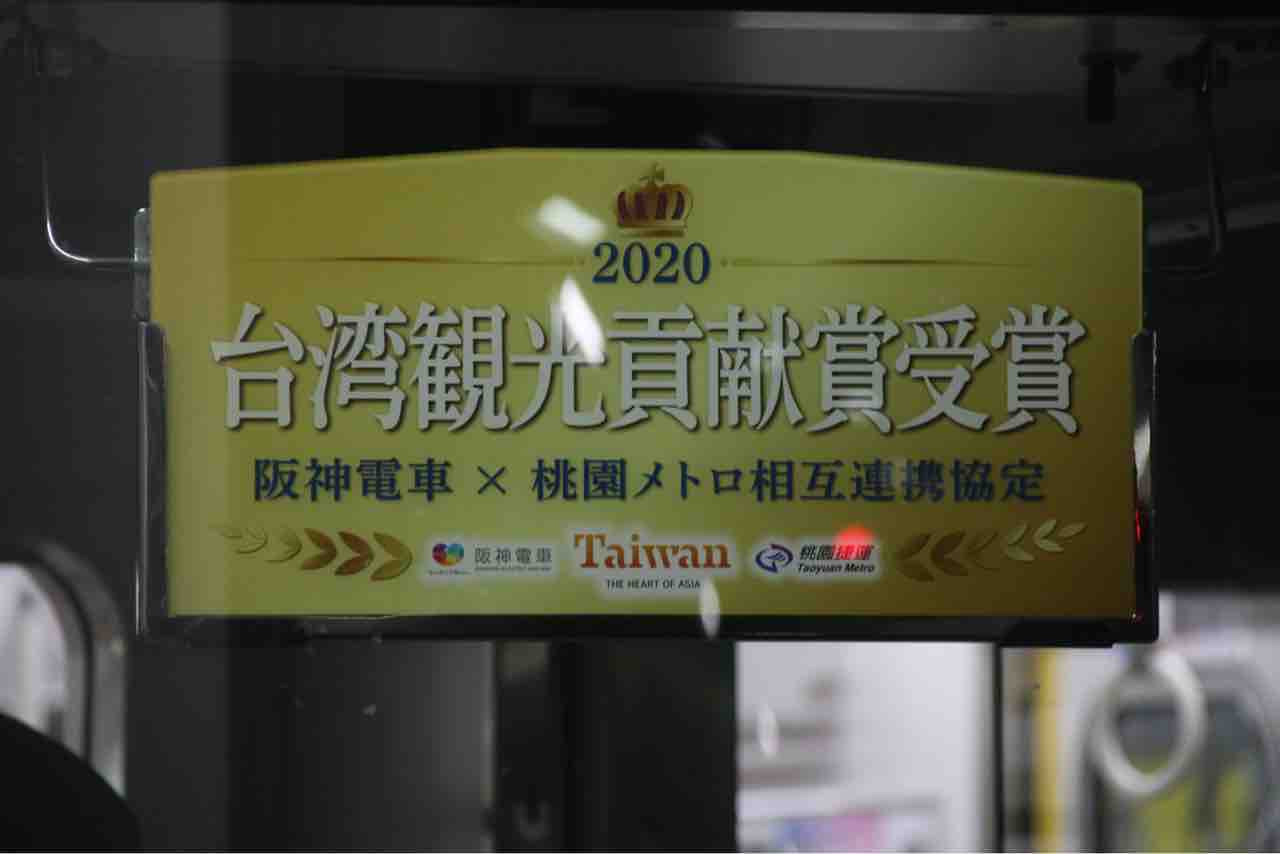 2020
台湾観光貢献賞受賞
阪神電車 × 桃園メトロ相互連携協定
阪神電車 Taiwan 桃園捷運
THE HEART OF ASIA Taoyuan Metro